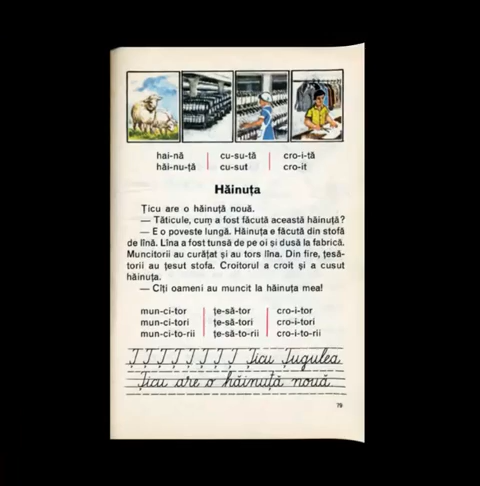 hai-nă cu-su-tă cro-i-tă
hăi-nu-ță cu-sut cro-it
Hăinuța
Țicu are o hăinuță nouă.
— Tăticule, cum a fost făcută această hăinuță?
— E o poveste lungă. Hăinuța e făcută din stofă
de lînă. Lîna a fost tunsă de pe oi și dusă la fabrică.
Muncitorii au curățat și au tors lîna. Din fire, țesă-
torii au țesut stofa. Croitorul a croit și a cusut
hăinuța.
— Cîți oameni au muncit la hăinuța mea!
mun-ci-tor țe-să-tor cro-i-tor
mun-ci-tori țe-să-tori cro-i-tori
mun-ci-to-rii țe-să-to-rii cro-i-to-rii
Ț Ț Ț Ț Ț Ț Ț Ț Țicu Țugulea
Țicu are o hăinuță nouă
79